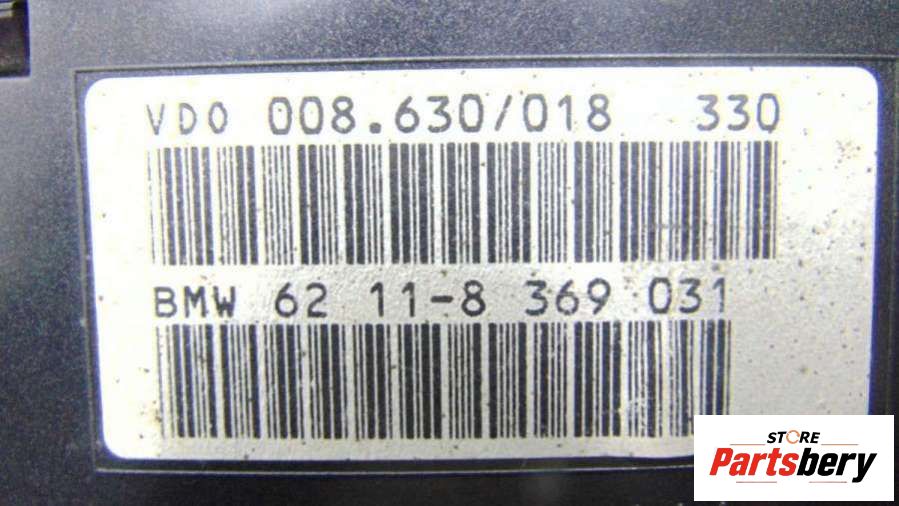 VDO 008.630/018 330
BMW 62 11-8 369 031
STORE
Partsbery